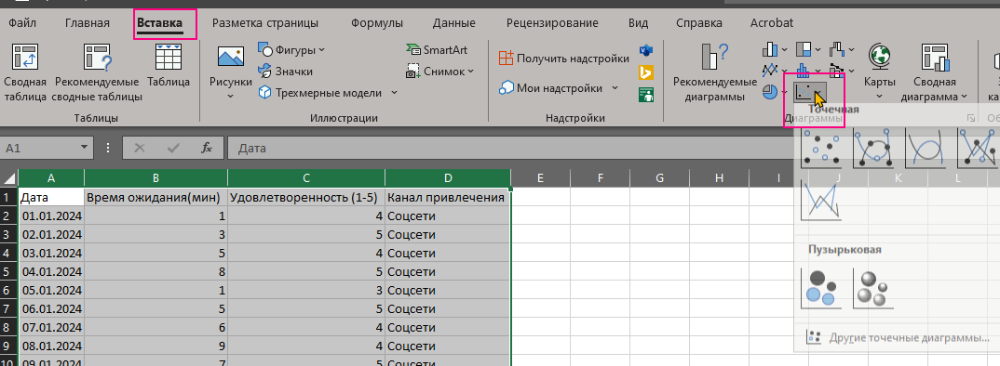 Файл Главная Вставка Разметка страницы Формулы Данные Рецензирование Вид Справка Acrobat
Сводная таблица
Рекомендуемые сводные таблицы
Таблица
Таблицы
Рисунки
Фигуры
Значки
Трехмерные модели
SmartArt
Снимок
Иллюстрации
Получить надстройки
Мои надстройки
Надстройки
Рекомендуемые диаграммы
Карты
Сводная диаграмма
Диаграммы
Точечная
Пузырьковая
Другие точечные диаграммы...
A1 fx Дата
A B C D E F G H I J K L
1 Дата Время ожидания(мин) Удовлетворенность (1-5) Канал привлечения
2 01.01.2024 1 4 Соцсети
3 02.01.2024 3 5 Соцсети
4 03.01.2024 5 4 Соцсети
5 04.01.2024 8 5 Соцсети
6 05.01.2024 1 3 Соцсети
7 06.01.2024 5 5 Соцсети
8 07.01.2024 6 4 Соцсети
9 08.01.2024 9 4 Соцсети
10 09.01.2024 7 5 Соцсети